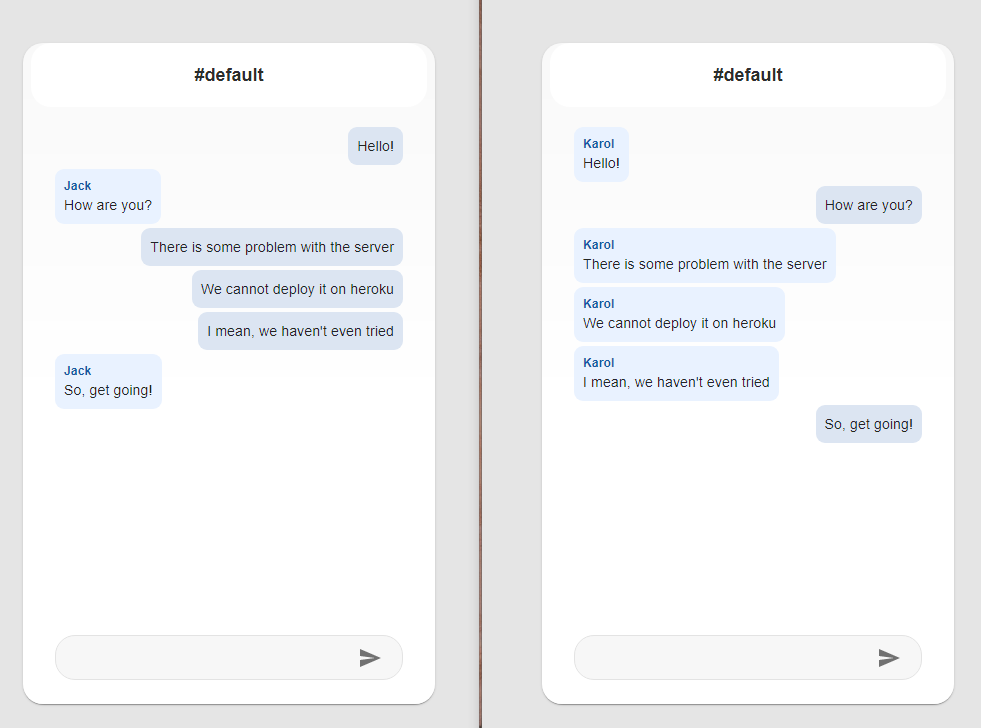 #default
Hello!
Jack
How are you?
There is some problem with the server
We cannot deploy it on heroku
I mean, we haven't even tried
Jack
So, get going!
#default
Karol
Hello!
How are you?
Karol
There is some problem with the server
Karol
We cannot deploy it on heroku
Karol
I mean, we haven't even tried
So, get going!